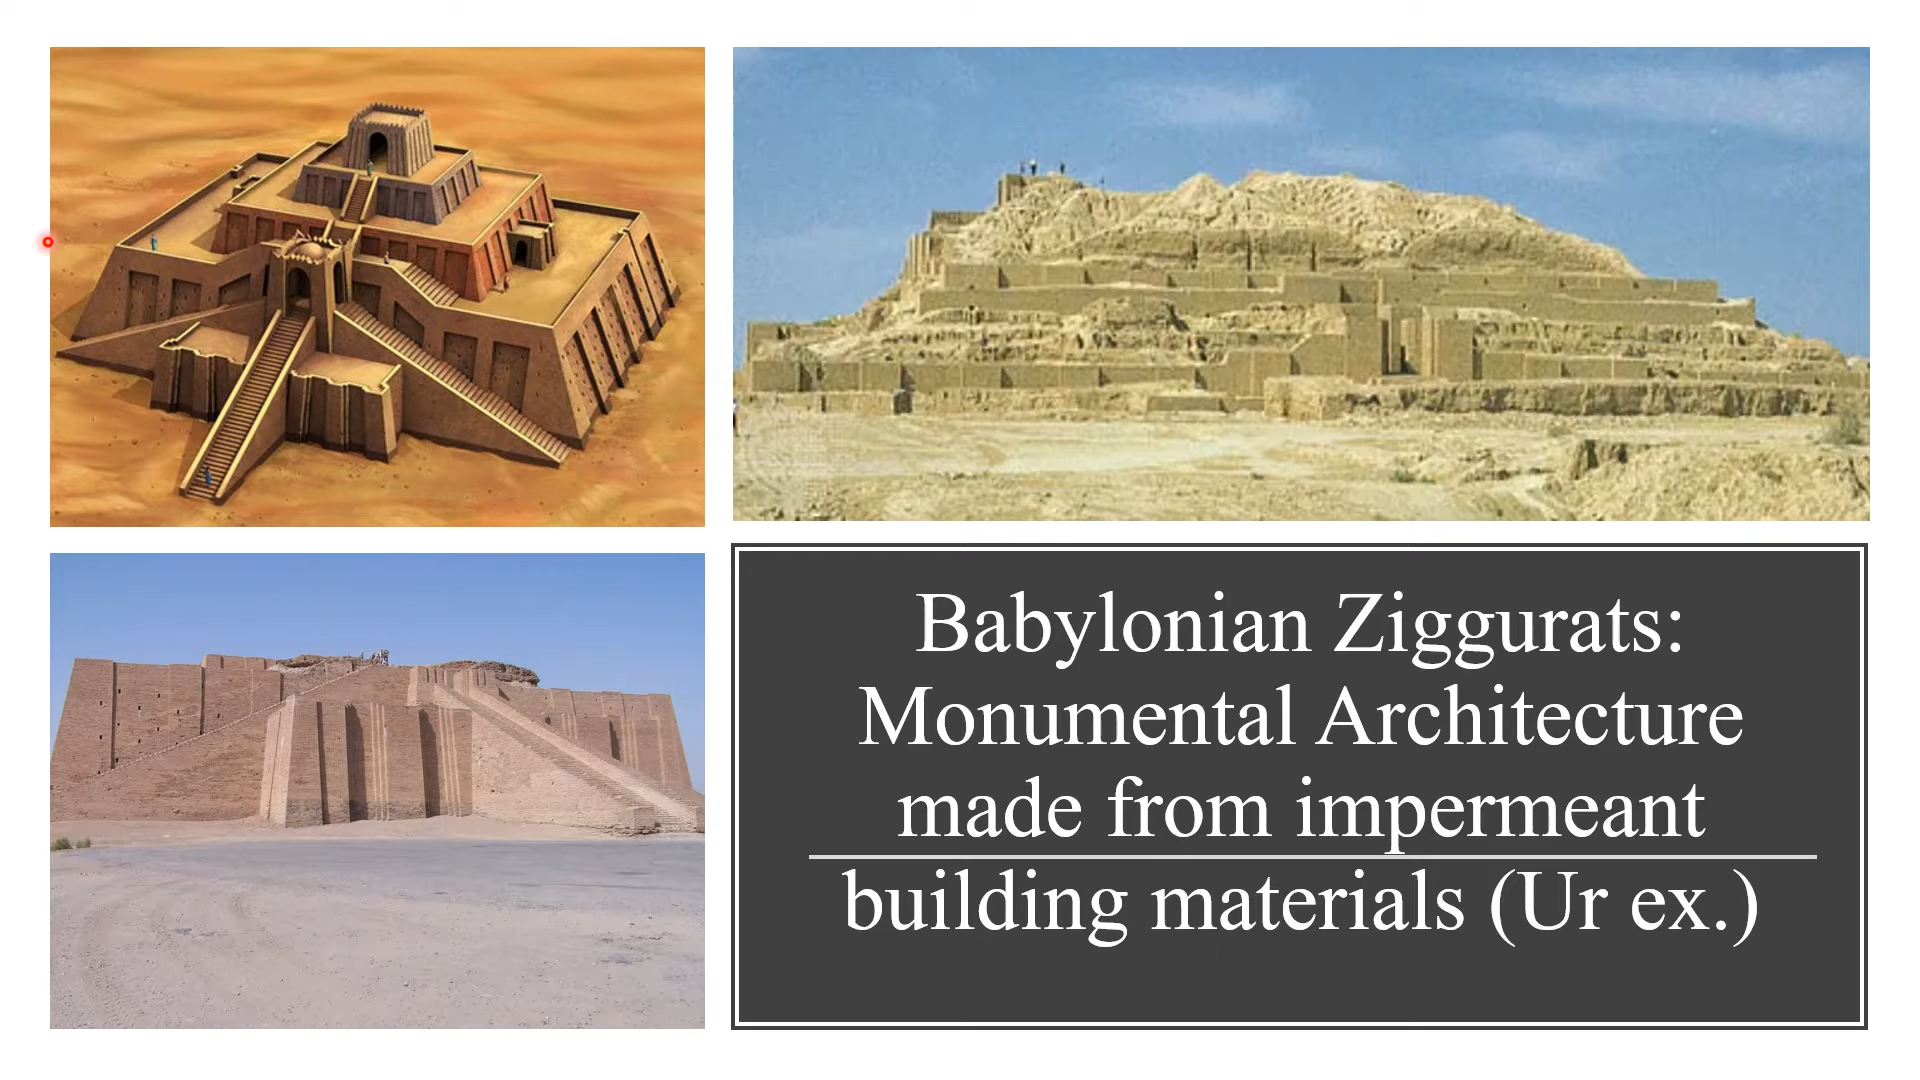 Babylonian Ziggurats:
Monumental Architecture
made from impermeant
building materials (Ur ex.)